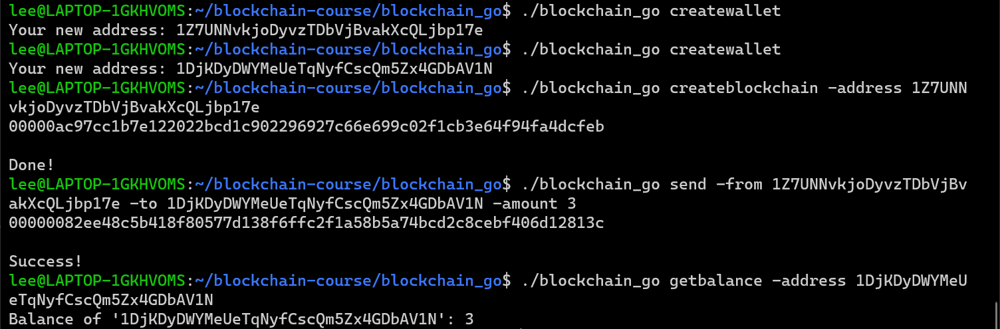 lee@LAPTOP-1GKHVOMS:~/blockchain-course/blockchain_go$ ./blockchain_go createwallet
Your new address: 1Z7UNNvkjoDyvzTDbVjBvakXcQLjbp17e
lee@LAPTOP-1GKHVOMS:~/blockchain-course/blockchain_go$ ./blockchain_go createwallet
Your new address: 1DjKDyDWYMeUeTqNyfCscQm5Zx4GDbAV1N
lee@LAPTOP-1GKHVOMS:~/blockchain-course/blockchain_go$ ./blockchain_go createblockchain -address 1Z7UNN
vkjoDyvzTDbVjBvakXcQLjbp17e
00000ac97cc1b7e122022bcd1c902296927c66e699c02f1cb3e64f94fa4dcfeb

Done!
lee@LAPTOP-1GKHVOMS:~/blockchain-course/blockchain_go$ ./blockchain_go send -from 1Z7UNNvkjoDyvzTDbVjBv
akXcQLjbp17e -to 1DjKDyDWYMeUeTqNyfCscQm5Zx4GDbAV1N -amount 3
00000082ee48c5b418f80577d138f6ffc2f1a58b5a74bcd2c8cebf406d12813c

Success!
lee@LAPTOP-1GKHVOMS:~/blockchain-course/blockchain_go$ ./blockchain_go getbalance -address 1DjKDyDWYMeU
eTqNyfCscQm5Zx4GDbAV1N
Balance of '1DjKDyDWYMeUeTqNyfCscQm5Zx4GDbAV1N': 3